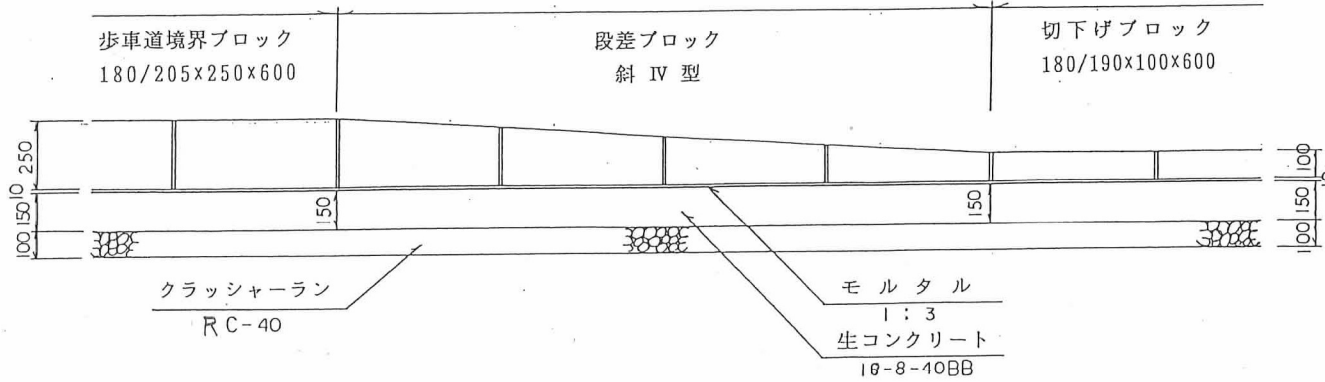 歩車道境界ブロック
180/205x250x600
段差ブロック
斜 Ⅳ 型
切下げブロック
180/190x100x600
250
10
150
100
150
150
100
150
100
クラッシャーラン
RC-40
モルタル
1:3
生コンクリート
-8-40BB